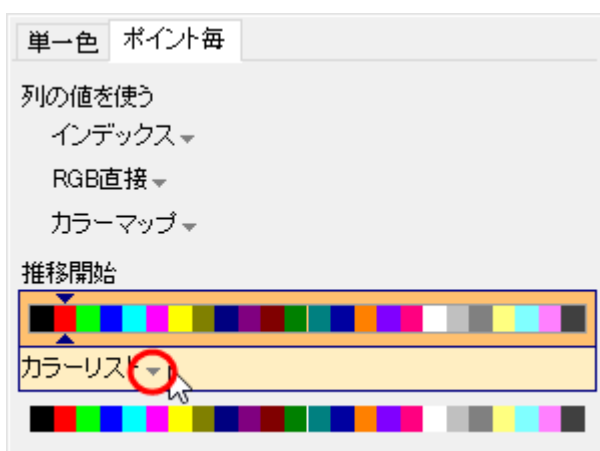 単一色 ポイント毎
列の値を使う
インデックス
RGB直接
カラーマップ
推移開始
カラーリスト